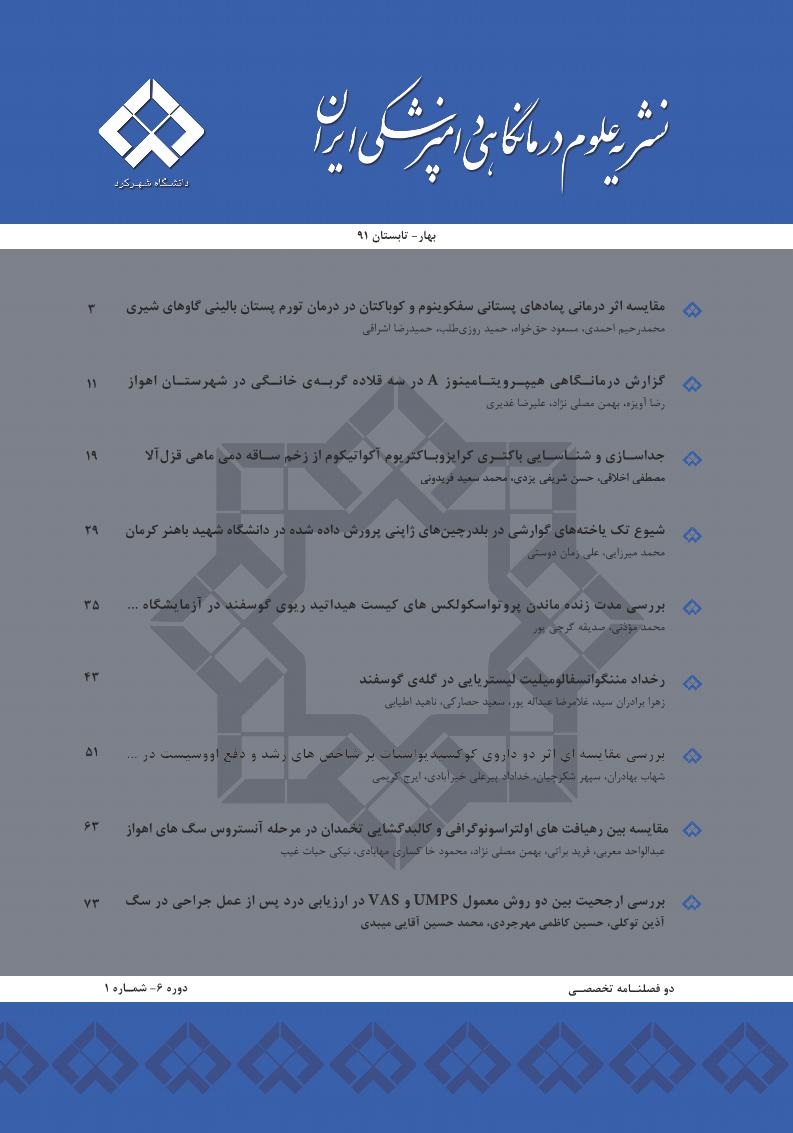 نشریه علوم درمانگاهی دامپزشکی ایران
دانشگاه شهرکرد
بهار- تابستان ۹۱
مقایسه اثر درمانی پمادهای پستانی سفکوینوم و کوباکتان در درمان تورم پستان بالینی گاوهای شیری ۳
محمدرحیم احمدی، مسعود حق‌خواه، حمید روزی‌طلب، حمیدرضا اشراقی
گزارش درمانگاهی هیپرویتامینوز A در سه قلاده گربه‌ی خانگی در شهرستان اهواز ۱۱
رضا آویزه، بهمن مصلی نژاد، علیرضا غدیری
جداسازی و شناسایی باکتری کرایزوباکتریوم آکواتیکوم از زخم ساقه دمی ماهی قزل‌آلا ۱۹
مصطفی اخلاقی، حسن شریفی یزدی، محمد سعید فریدونی
شیوع تک یاخته‌های گوارشی در بلدرچین‌های ژاپنی پرورش داده شده در دانشگاه شهید باهنر کرمان ۲۹
محمد میرزایی، علی زمان دوستی
بررسی مدت زنده ماندن پروتواسکولکس های کیست هیداتید ریوی گوسفند در آزمایشگاه ... ۳۵
محمد مؤذنی، صدیقه گرجی پور
رخداد مننگوانسفالومیلیت لیستریایی در گله‌ی گوسفند ۴۳
زهرا برادران سید، غلامرضا عبداله پور، سعید حصارکی، ناهید اطیابی
بررسی مقایسه ای اثر دو داروی کوکسیدیواستات بر شاخص های رشد و دفع اووسیست در ... ۵۱
شهاب بهادران، سپهر شکرچیان، خداداد پیرعلی خیرآبادی، ایرج کریمی
مقایسه بین رهیافت های اولتراسونوگرافی و کالبدگشایی تخمدان در مرحله آنستروس سگ های اهواز ۶۳
عبدالواحد معربی، فرید براتی، بهمن مصلی نژاد، محمود خاکساری مهابادی، نیکی حیات غیب
بررسی ارجحیت بین دو روش معمول UMPS و VAS در ارزیابی درد پس از عمل جراحی در سگ ۷۳
آذین توکلی، حسین کاظمی مهرجردی، محمد حسین آقایی میبدی
دو فصلنامه تخصصی
دوره ۶- شماره ۱